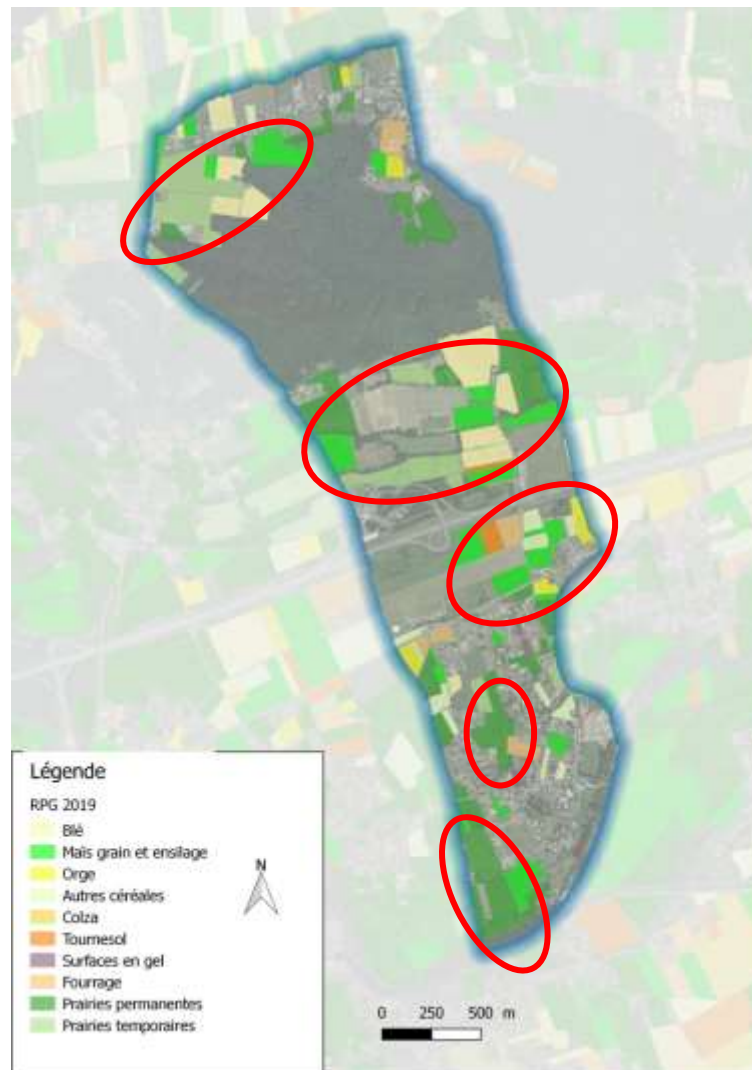 Légende
RPG 2019
Blé
Maïs grain et ensilage
Orge
Autres céréales
Colza
Tournesol
Surfaces en gel
Fourrage
Prairies permanentes
Prairies temporaires
N
0 250 500 m